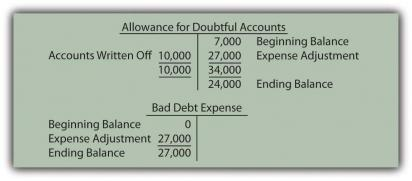 Allowance for Doubtful Accounts
7,000 Beginning Balance
Accounts Written Off 10,000 27,000 Expense Adjustment
10,000 34,000
24,000 Ending Balance
Bad Debt Expense
Beginning Balance 0
Expense Adjustment 27,000
Ending Balance 27,000